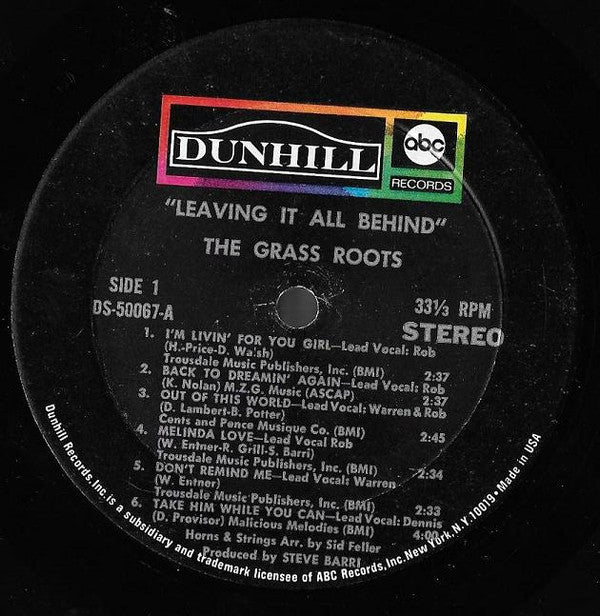 DUNHILL
abc
RECORDS
"LEAVING IT ALL BEHIND"
THE GRASS ROOTS
SIDE 1
DS-50067-A
33⅓ RPM
STEREO
1. I'M LIVIN' FOR YOU GIRL—Lead Vocal: Rob
(H.-Price-D. Walsh)
Trousdale Music Publishers, Inc. (BMI) 2:37
2. BACK TO DREAMIN' AGAIN—Lead Vocal: Rob
(K. Nolan) M.Z.G. Music (ASCAP) 2:37
3. OUT OF THIS WORLD—Lead Vocal: Warren & Rob
(D. Lambert-B. Potter)
Cents and Pence Musique Co. (BMI) 2:45
4. MELINDA LOVE—Lead Vocal Rob
(W. Entner-R. Grill-S. Barri)
Trousdale Music Publishers, Inc. (BMI) 2:34
5. DON'T REMIND ME—Lead Vocal: Warren
(W. Entner)
Trousdale Music Publishers, Inc. (BMI) 2:33
6. TAKE HIM WHILE YOU CAN—Lead Vocal: Dennis
(D. Provisor) Malicious Melodies (BMI) 4:00
Horns & Strings Arr. by Sid Feller
Produced by STEVE BARRI
Dunhill Records, Inc. is a subsidiary and trademark licensee of ABC Records, Inc. New York, N.Y. 10019 • Made in USA